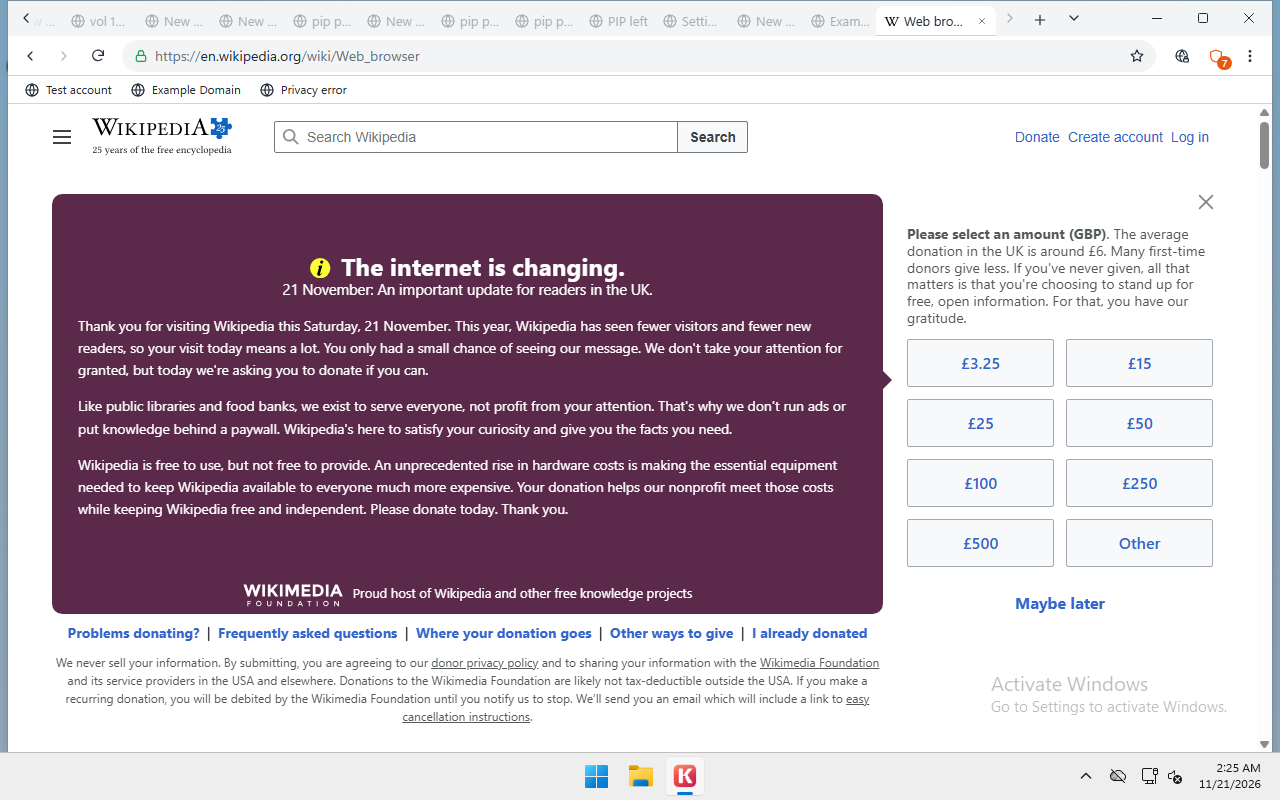 vol 1...
New ...
New ...
pip p...
New ...
pip p...
pip p...
PIP left
Setti...
New ...
Exam...
Web bro...
https://en.wikipedia.org/wiki/Web_browser
7
Test account
Example Domain
Privacy error
WIKIPEDIA
25
25 years of the free encyclopedia
Search Wikipedia
Search
Donate
Create account
Log in
i The internet is changing.
21 November: An important update for readers in the UK.
Thank you for visiting Wikipedia this Saturday, 21 November. This year, Wikipedia has seen fewer visitors and fewer new
readers, so your visit today means a lot. You only had a small chance of seeing our message. We don't take your attention for
granted, but today we're asking you to donate if you can.
Like public libraries and food banks, we exist to serve everyone, not profit from your attention. That's why we don't run ads or
put knowledge behind a paywall. Wikipedia's here to satisfy your curiosity and give you the facts you need.
Wikipedia is free to use, but not free to provide. An unprecedented rise in hardware costs is making the essential equipment
needed to keep Wikipedia available to everyone much more expensive. Your donation helps our nonprofit meet those costs
while keeping Wikipedia free and independent. Please donate today. Thank you.
WIKIMEDIA
FOUNDATION
Proud host of Wikipedia and other free knowledge projects
Please select an amount (GBP). The average
donation in the UK is around £6. Many first-time
donors give less. If you've never given, all that
matters is that you're choosing to stand up for
free, open information. For that, you have our
gratitude.
£3.25
£15
£25
£50
£100
£250
£500
Other
Maybe later
Problems donating? | Frequently asked questions | Where your donation goes | Other ways to give | I already donated
We never sell your information. By submitting, you are agreeing to our donor privacy policy and to sharing your information with the Wikimedia Foundation
and its service providers in the USA and elsewhere. Donations to the Wikimedia Foundation are likely not tax-deductible outside the USA. If you make a
recurring donation, you will be debited by the Wikimedia Foundation until you notify us to stop. We'll send you an email which will include a link to easy
cancellation instructions.
Activate Windows
Go to Settings to activate Windows.
K
2:25 AM
11/21/2026